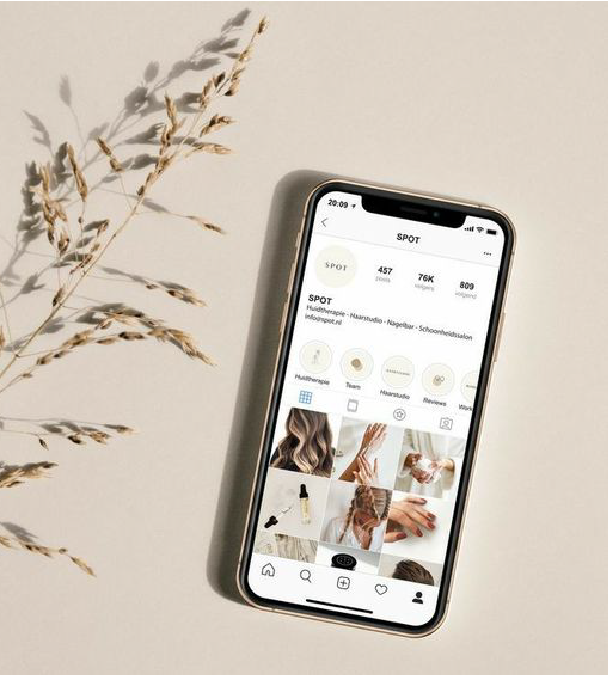 20:09
SPOT
SPOT
457
76K
809
posts
volgers
volgend
SPOT
Huidtherapie · Haarstudio · Nagelbar · Schoonheidssalon
info@spot.nl
Huidtherapie
Team
Haarstudio
Reviews
Work